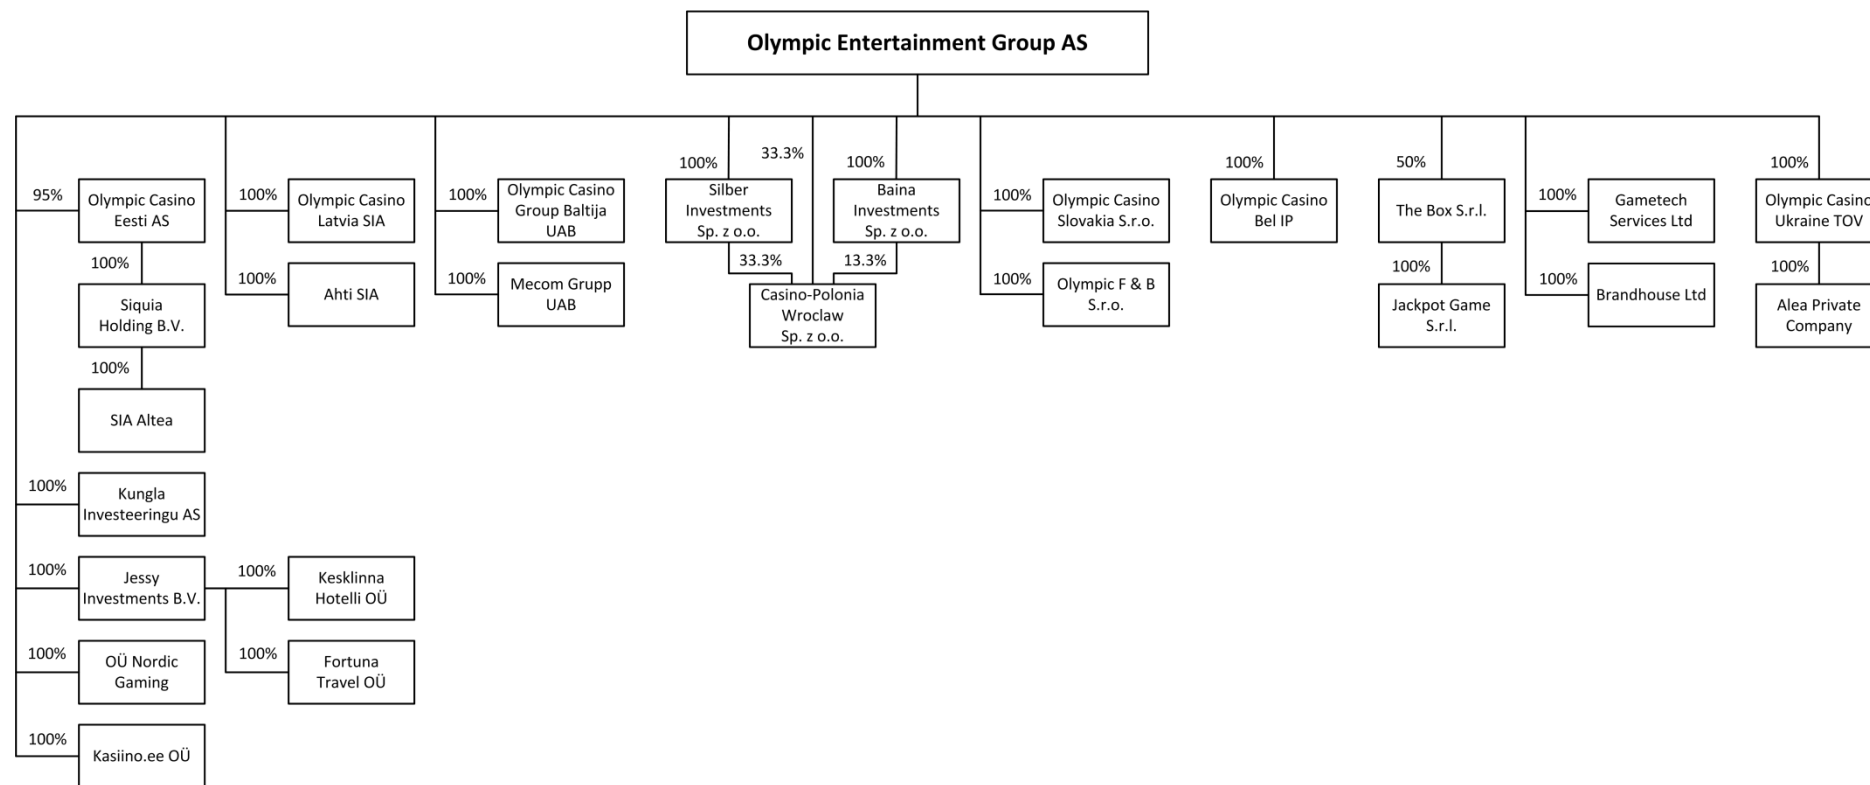 Olympic Entertainment Group AS
95%
Olympic Casino
Eesti AS
100%
Siquia
Holding B.V.
100%
SIA Altea
100%
Kungla
Investeeringu AS
100%
Jessy
Investments B.V.
100%
Kesklinna
Hotelli OÜ
100%
Fortuna
Travel OÜ
100%
OÜ Nordic
Gaming
100%
Kasiino.ee OÜ
100%
Olympic Casino
Latvia SIA
100%
Ahti SIA
100%
Olympic Casino
Group Baltija
UAB
100%
Mecom Grupp
UAB
100%
Silber
Investments
Sp. z o.o.
33.3%
33.3%
100%
Baina
Investments
Sp. z o.o.
13.3%
Casino-Polonia
Wroclaw
Sp. z o.o.
100%
Olympic Casino
Slovakia S.r.o.
100%
Olympic F & B
S.r.o.
100%
Olympic Casino
Bel IP
50%
The Box S.r.l.
100%
Jackpot Game
S.r.l.
100%
Gametech
Services Ltd
100%
Brandhouse Ltd
100%
Olympic Casino
Ukraine TOV
100%
Alea Private
Company